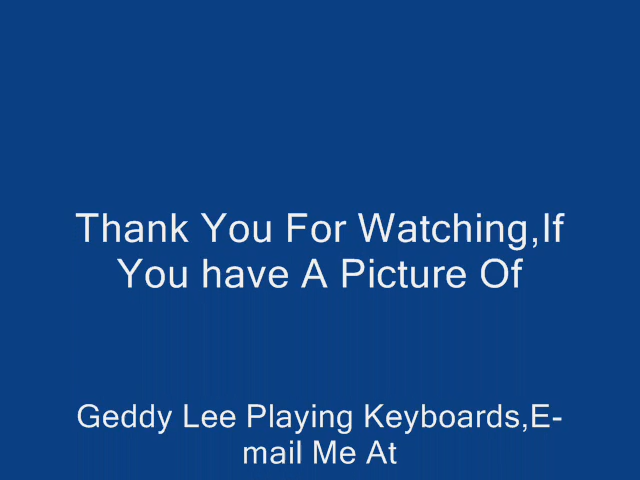 Thank You For Watching,If
You have A Picture Of
Geddy Lee Playing Keyboards,E-
mail Me At